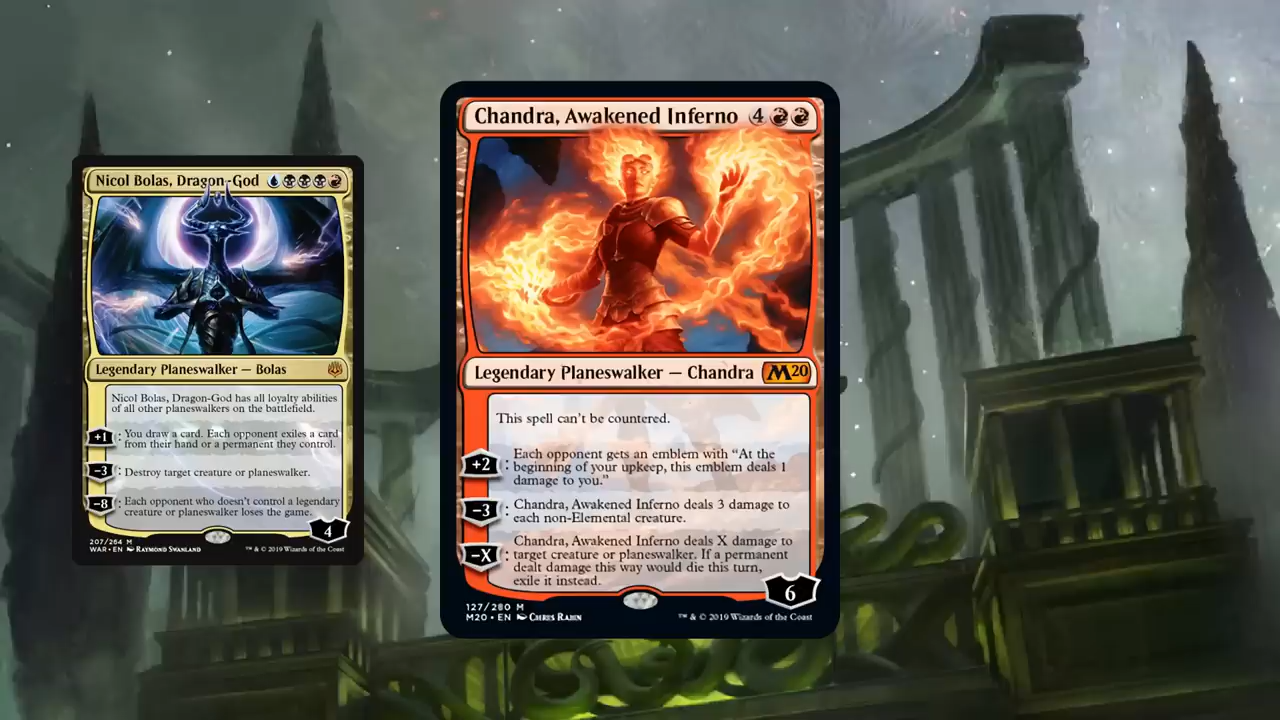 Nicol Bolas, Dragon-God
Legendary Planeswalker — Bolas
Nicol Bolas, Dragon-God has all loyalty abilities
of all other planeswalkers on the battlefield.
+1: You draw a card. Each opponent exiles a card
from their hand or a permanent they control.
−3: Destroy target creature or planeswalker.
−8: Each opponent who doesn't control a legendary
creature or planeswalker loses the game.
4
207/264 M
WAR • EN Raymond Swanland
™ & © 2019 Wizards of the Coast
Chandra, Awakened Inferno 4
Legendary Planeswalker — Chandra M20
This spell can't be countered.
+2: Each opponent gets an emblem with “At the
beginning of your upkeep, this emblem deals 1
damage to you.”
−3: Chandra, Awakened Inferno deals 3 damage to
each non-Elemental creature.
−X: Chandra, Awakened Inferno deals X damage to
target creature or planeswalker. If a permanent
dealt damage this way would die this turn,
exile it instead.
6
127/280 M
M20 • EN Chris Rahn
™ & © 2019 Wizards of the Coast